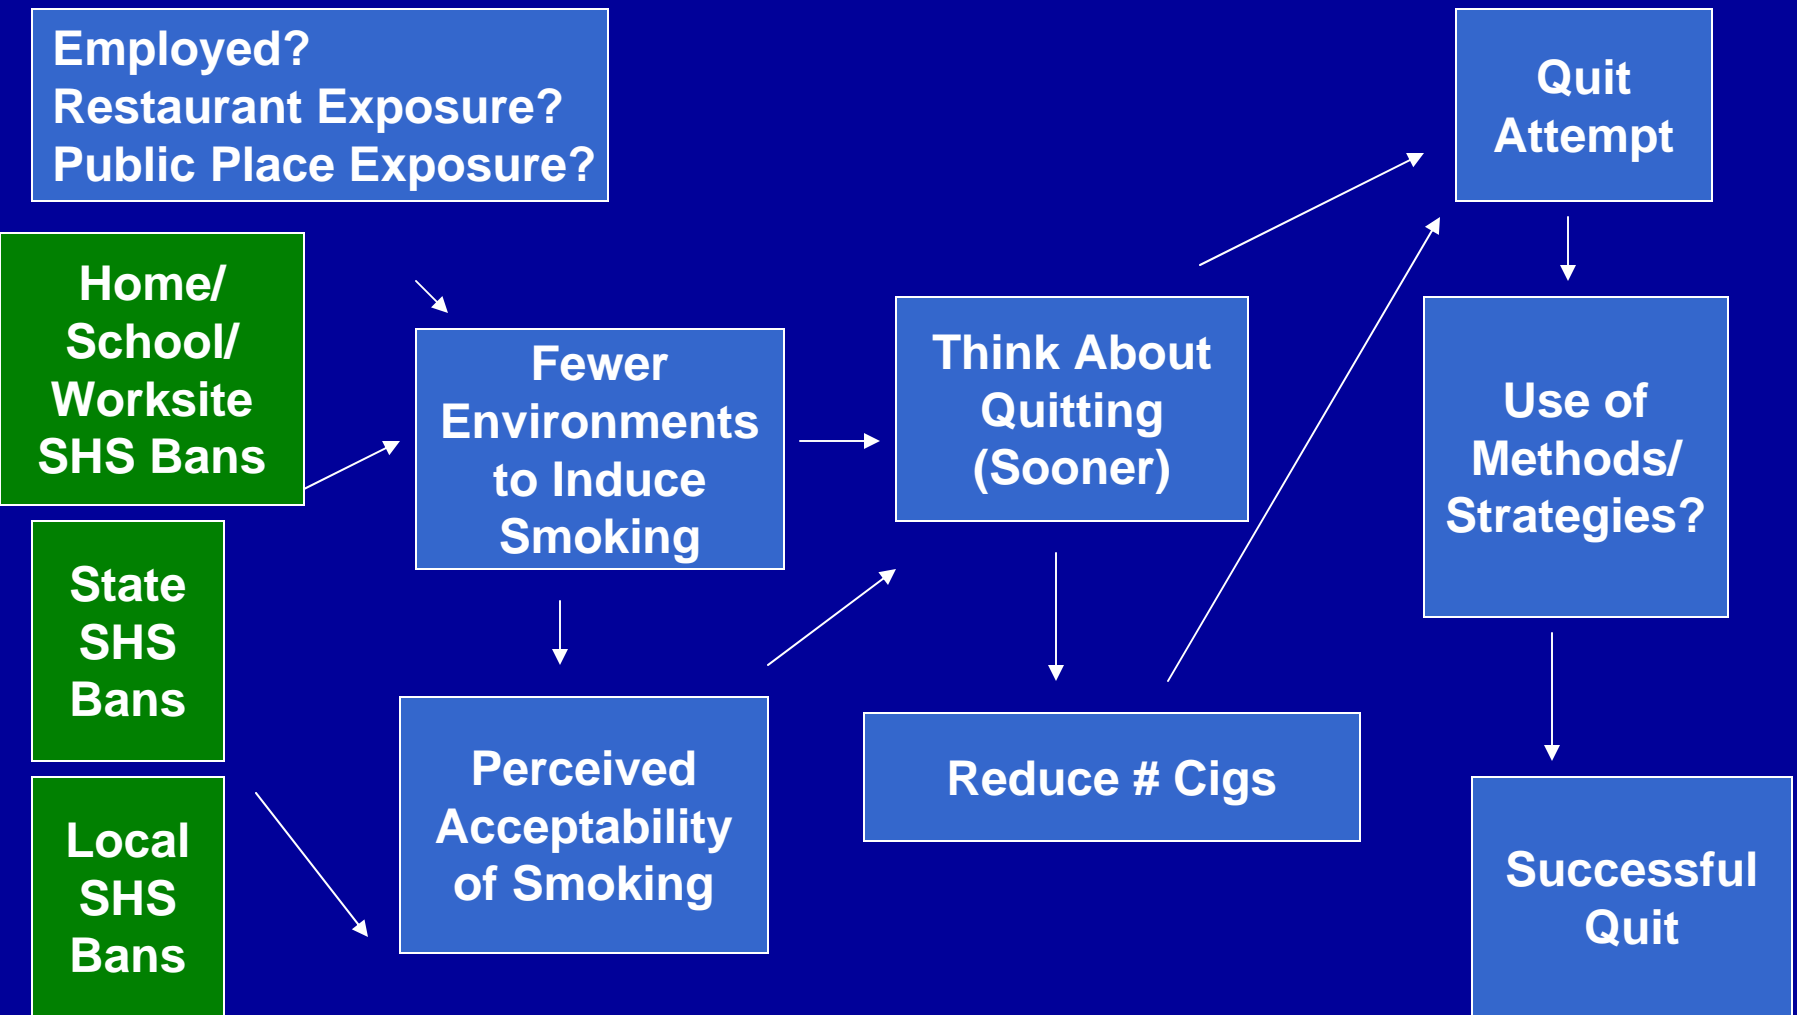 Employed?
Restaurant Exposure?
Public Place Exposure?
Home/
School/
Worksite
SHS Bans
State
SHS
Bans
Local
SHS
Bans
Fewer
Environments
to Induce
Smoking
Perceived
Acceptability
of Smoking
Think About
Quitting
(Sooner)
Reduce # Cigs
Quit
Attempt
Use of
Methods/
Strategies?
Successful
Quit